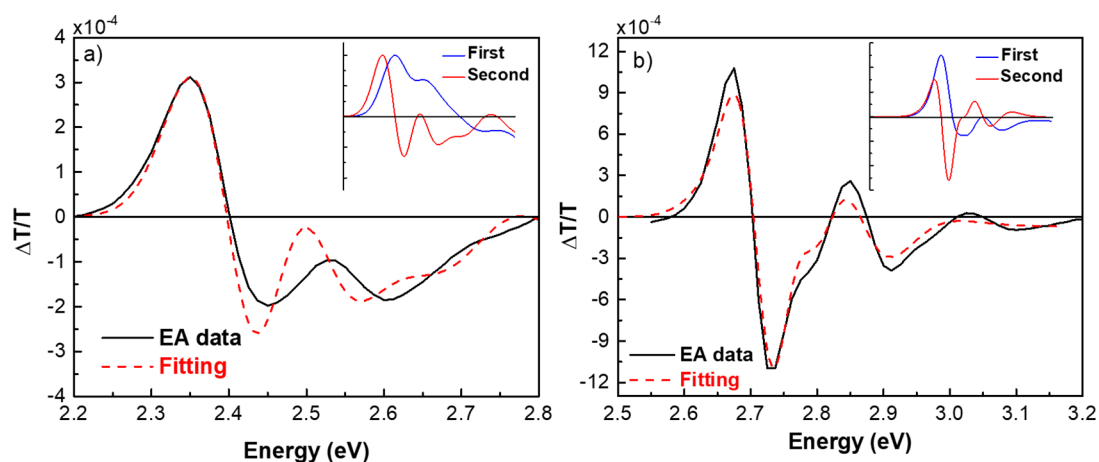 x10⁻⁴
a)
First
Second
4
3
2
1
0
-1
-2
-3
-4
ΔT/T
EA data
Fitting
2.2 2.3 2.4 2.5 2.6 2.7 2.8
Energy (eV)
x10⁻⁴
b)
First
Second
12
9
6
3
0
-3
-6
-9
-12
ΔT/T
EA data
Fitting
2.5 2.6 2.7 2.8 2.9 3.0 3.1 3.2
Energy (eV)